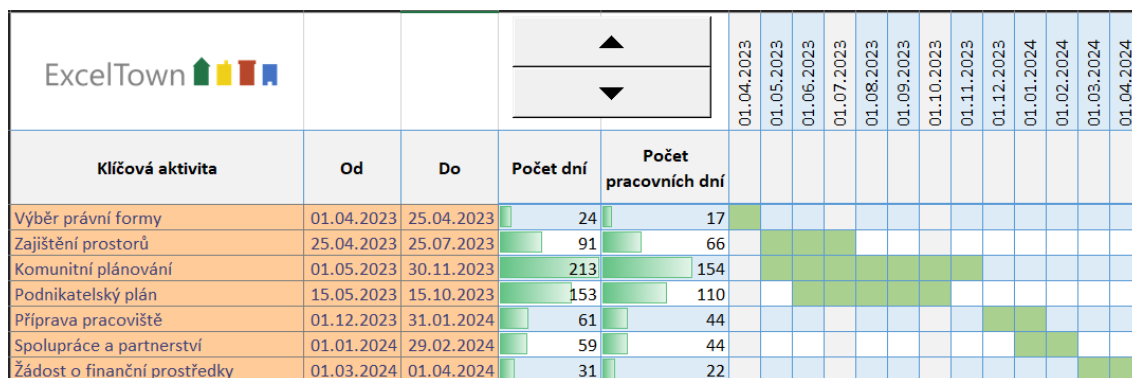 ExcelTown
01.04.2023 01.05.2023 01.06.2023 01.07.2023 01.08.2023 01.09.2023 01.10.2023 01.11.2023 01.12.2023 01.01.2024 01.02.2024 01.03.2024 01.04.2024
Klíčová aktivita Od Do Počet dní Počet pracovních dní
Výběr právní formy 01.04.2023 25.04.2023 24 17
Zajištění prostorů 25.04.2023 25.07.2023 91 66
Komunitní plánování 01.05.2023 30.11.2023 213 154
Podnikatelský plán 15.05.2023 15.10.2023 153 110
Příprava pracoviště 01.12.2023 31.01.2024 61 44
Spolupráce a partnerství 01.01.2024 29.02.2024 59 44
Žádost o finanční prostředky 01.03.2024 01.04.2024 31 22